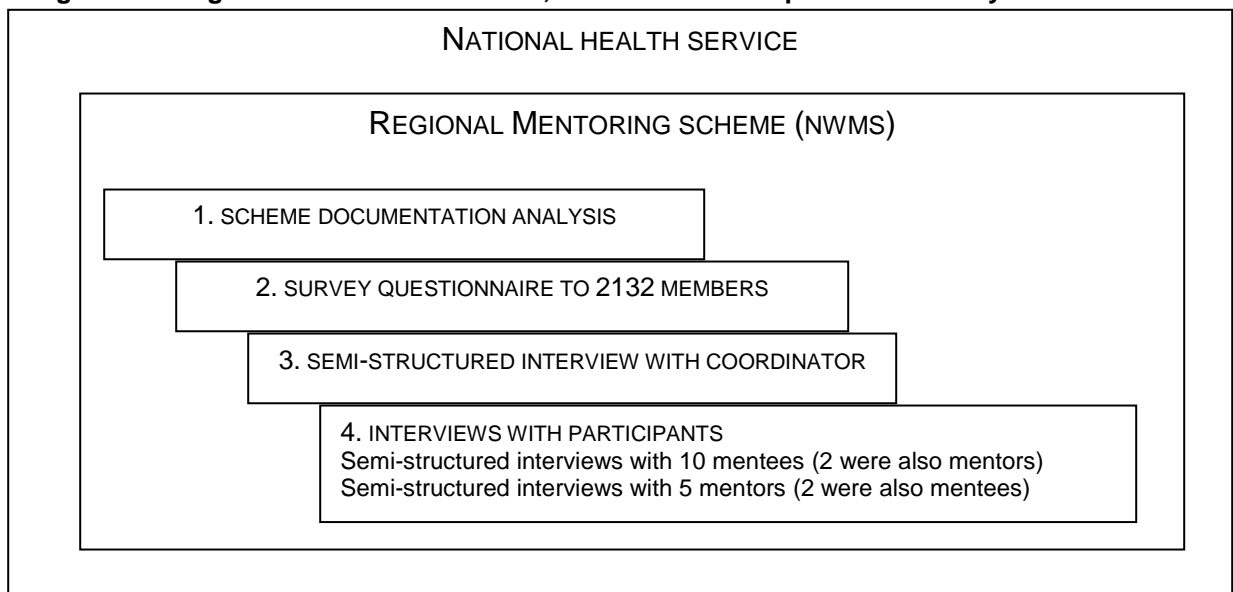 NATIONAL HEALTH SERVICE
REGIONAL MENTORING SCHEME (NWMS)
1. SCHEME DOCUMENTATION ANALYSIS
2. SURVEY QUESTIONNAIRE TO 2132 MEMBERS
3. SEMI-STRUCTURED INTERVIEW WITH COORDINATOR
4. INTERVIEWS WITH PARTICIPANTS
Semi-structured interviews with 10 mentees (2 were also mentors)
Semi-structured interviews with 5 mentors (2 were also mentees)